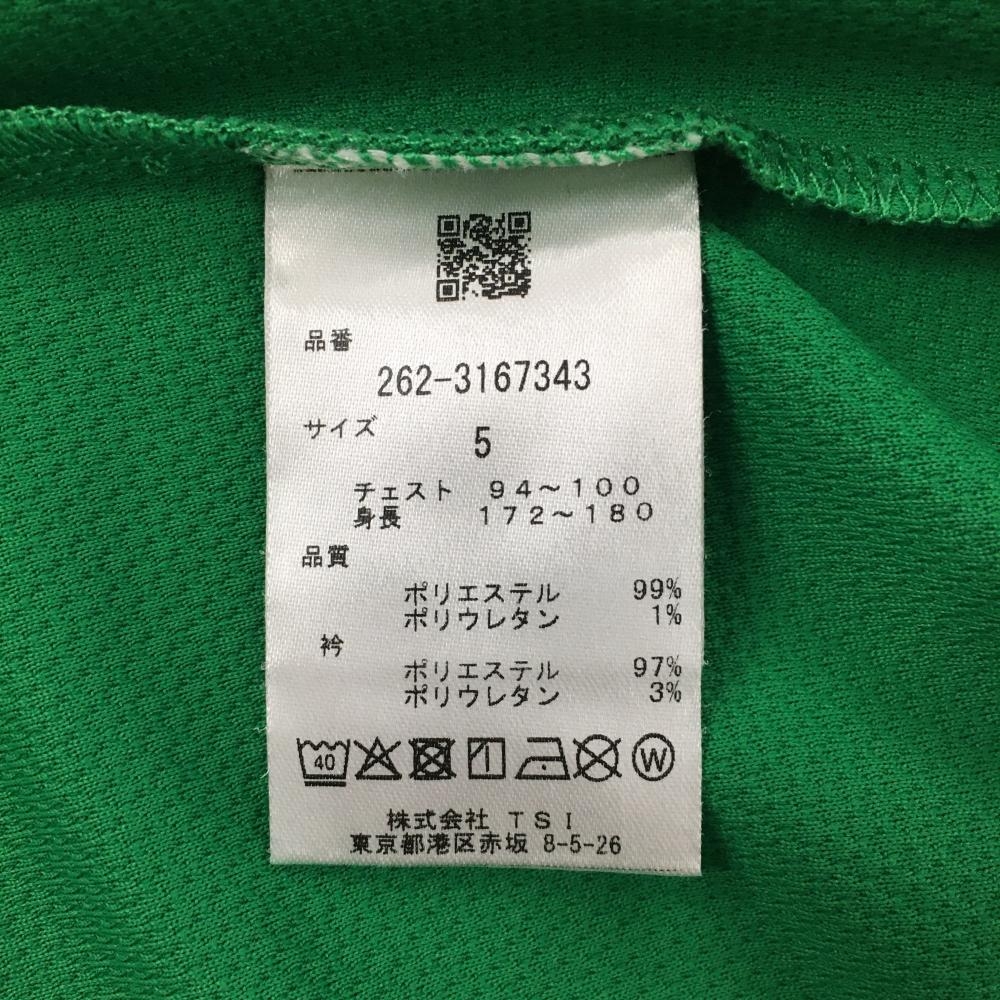 品番
262-3167343
サイズ 5
チェスト 94～100
身長 172～180
品質
ポリエステル 99%
ポリウレタン 1%
衿
ポリエステル 97%
ポリウレタン 3%
40 W
株式会社 TSI
東京都港区赤坂 8-5-26